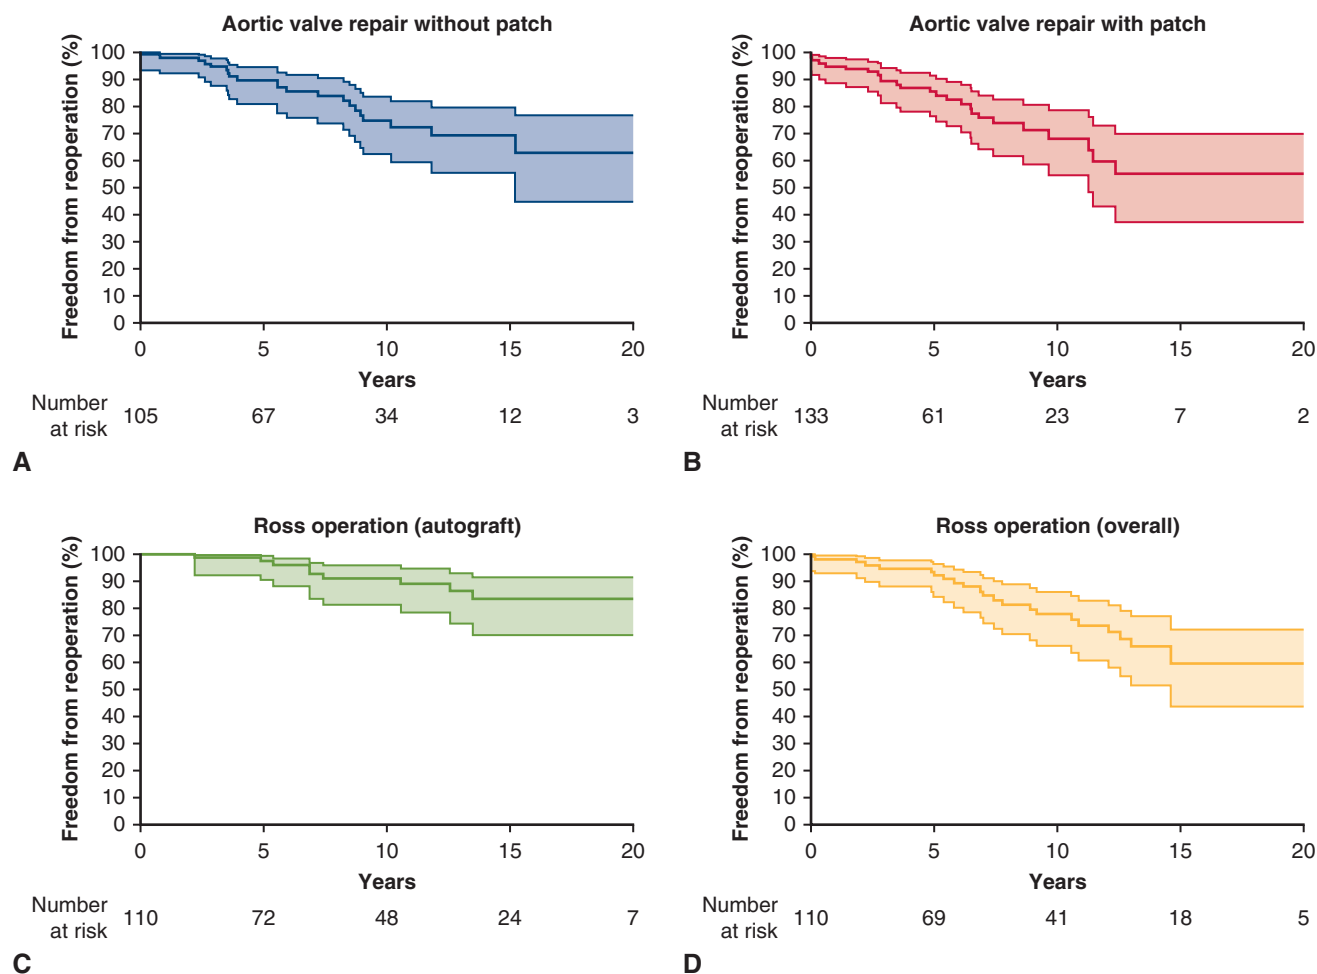 Aortic valve repair without patch
Freedom from reoperation (%)
100
90
80
70
60
50
40
30
20
10
0
0 5 10 15 20
Years
Number at risk 105 67 34 12 3
A
Aortic valve repair with patch
Freedom from reoperation (%)
100
90
80
70
60
50
40
30
20
10
0
0 5 10 15 20
Years
Number at risk 133 61 23 7 2
B
Ross operation (autograft)
Freedom from reoperation (%)
100
90
80
70
60
50
40
30
20
10
0
0 5 10 15 20
Years
Number at risk 110 72 48 24 7
C
Ross operation (overall)
Freedom from reoperation (%)
100
90
80
70
60
50
40
30
20
10
0
0 5 10 15 20
Years
Number at risk 110 69 41 18 5
D